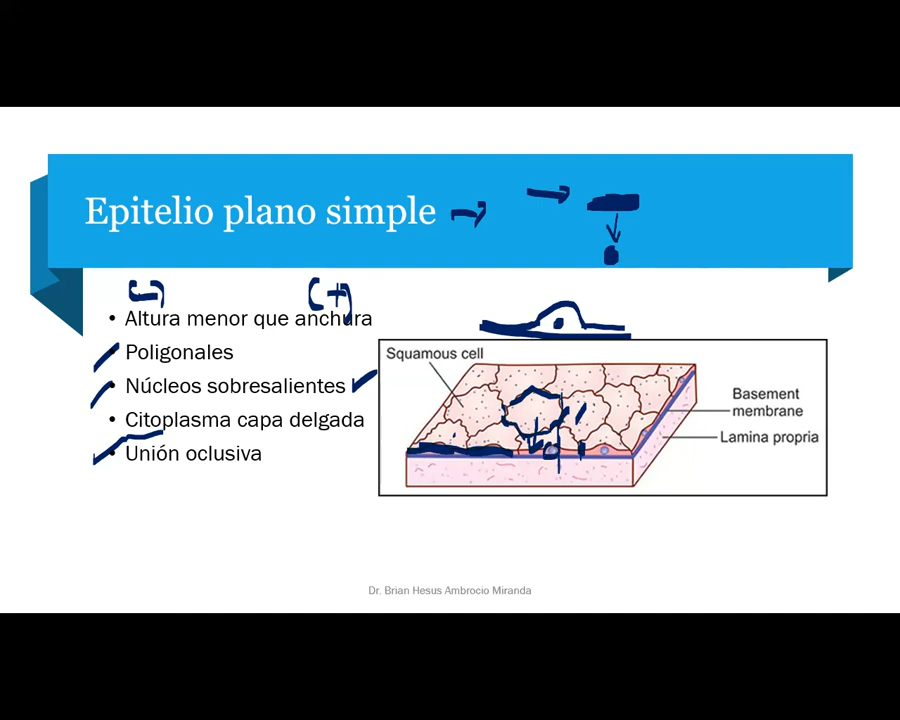 Epitelio plano simple
(-) (+)
• Altura menor que anchura
• Poligonales
• Núcleos sobresalientes
• Citoplasma capa delgada
• Unión oclusiva
Squamous cell
Basement
membrane
Lamina propria
Dr. Brian Hesus Ambrocio Miranda